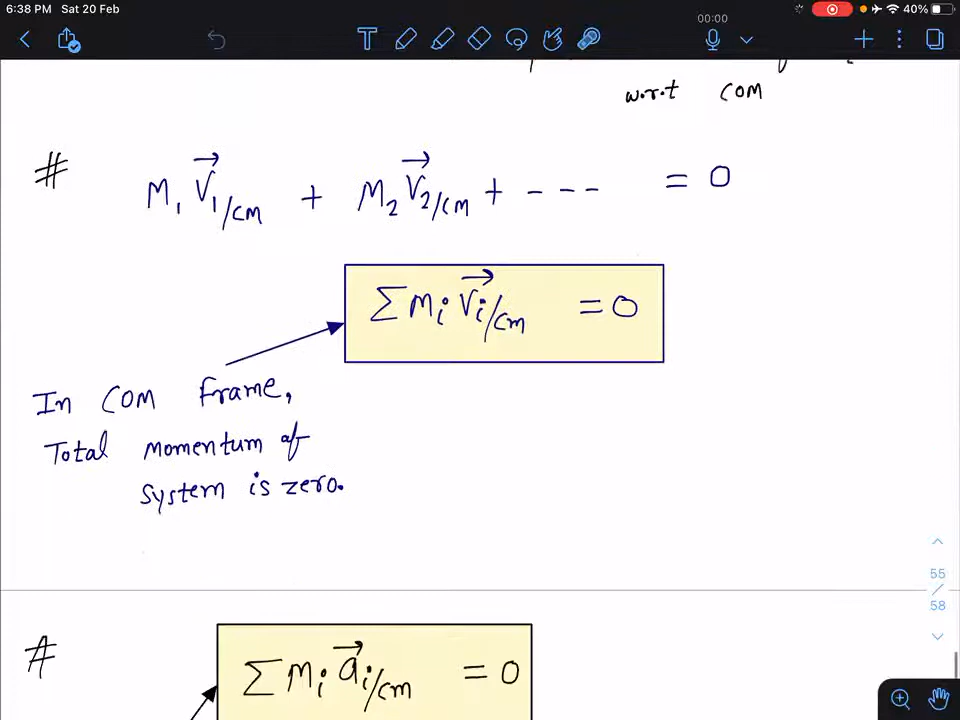 6:38 PM Sat 20 Feb
00:00
40%
T
w.r.t COM
# M₁ V⃗₁/cm + M₂ V⃗₂/cm + - - - = 0
∑ Mᵢ V⃗ᵢ/cm = 0
In COM Frame,
Total momentum of
system is zero.
55
/
58
# ∑ Mᵢ a⃗ᵢ/cm = 0